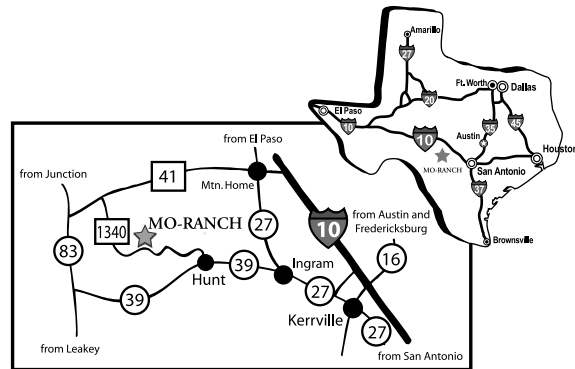 Amarillo
27
Ft. Worth
Dallas
El Paso
20
10
10
35
45
Austin
MO-RANCH
Houston
San Antonio
37
Brownsville
from El Paso
from Junction
41
Mtn. Home
from Austin and
Fredericksburg
1340
MO-RANCH
27
10
83
16
Hunt
39
Ingram
39
27
Kerrville
27
from Leakey
from San Antonio